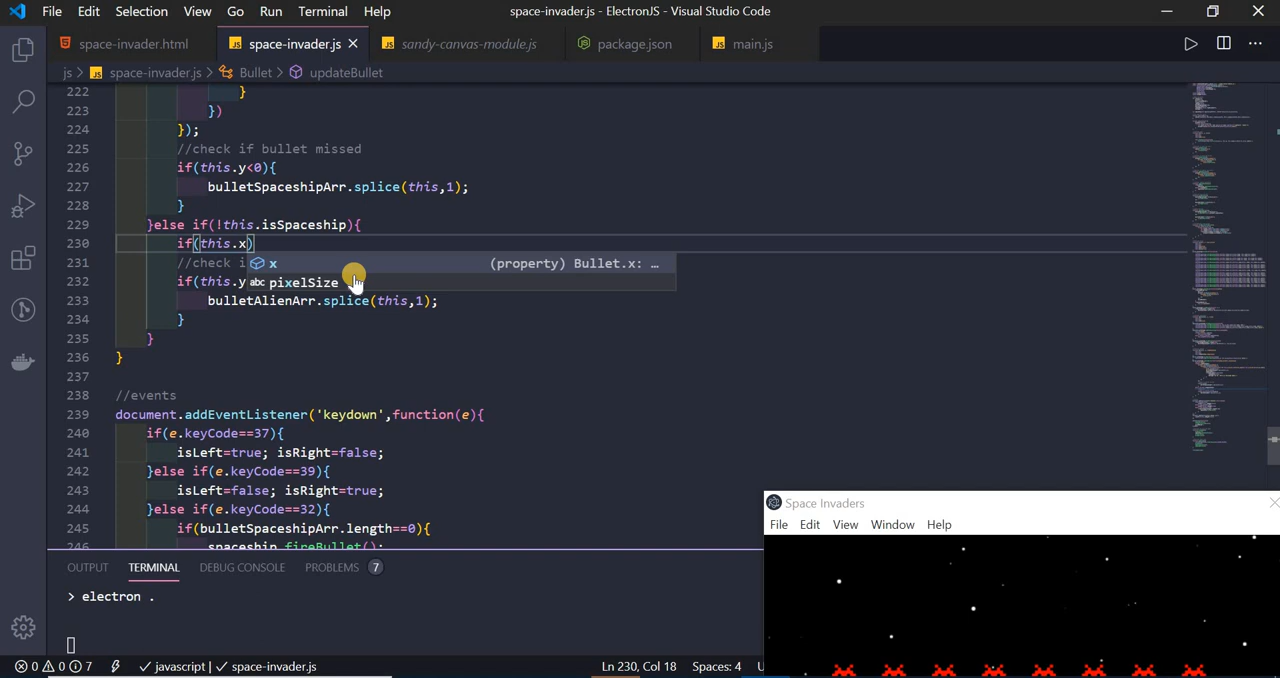 File Edit Selection View Go Run Terminal Help space-invader.js - ElectronJS - Visual Studio Code
space-invader.html JS space-invader.js JS sandy-canvas-module.js package.json JS main.js
js > JS space-invader.js > Bullet > updateBullet
222 }
223 })
224 });
225 //check if bullet missed
226 if(this.y<0){
227 bulletSpaceshipArr.splice(this,1);
228 }
229 }else if(!this.isSpaceship){
230 if(this.x)
231 //check i x (property) Bullet.x: …
232 if(this.y abc pixelSize
233 bulletAlienArr.splice(this,1);
234 }
235 }
236 }
237
238 //events
239 document.addEventListener('keydown',function(e){
240 if(e.keyCode==37){
241 isLeft=true; isRight=false;
242 }else if(e.keyCode==39){
243 isLeft=false; isRight=true;
244 }else if(e.keyCode==32){
245 if(bulletSpaceshipArr.length==0){
246 spaceship.fireBullet();
Space Invaders
File Edit View Window Help
OUTPUT TERMINAL DEBUG CONSOLE PROBLEMS 7
> electron .
0 0 7 javascript | space-invader.js Ln 230, Col 18 Spaces: 4